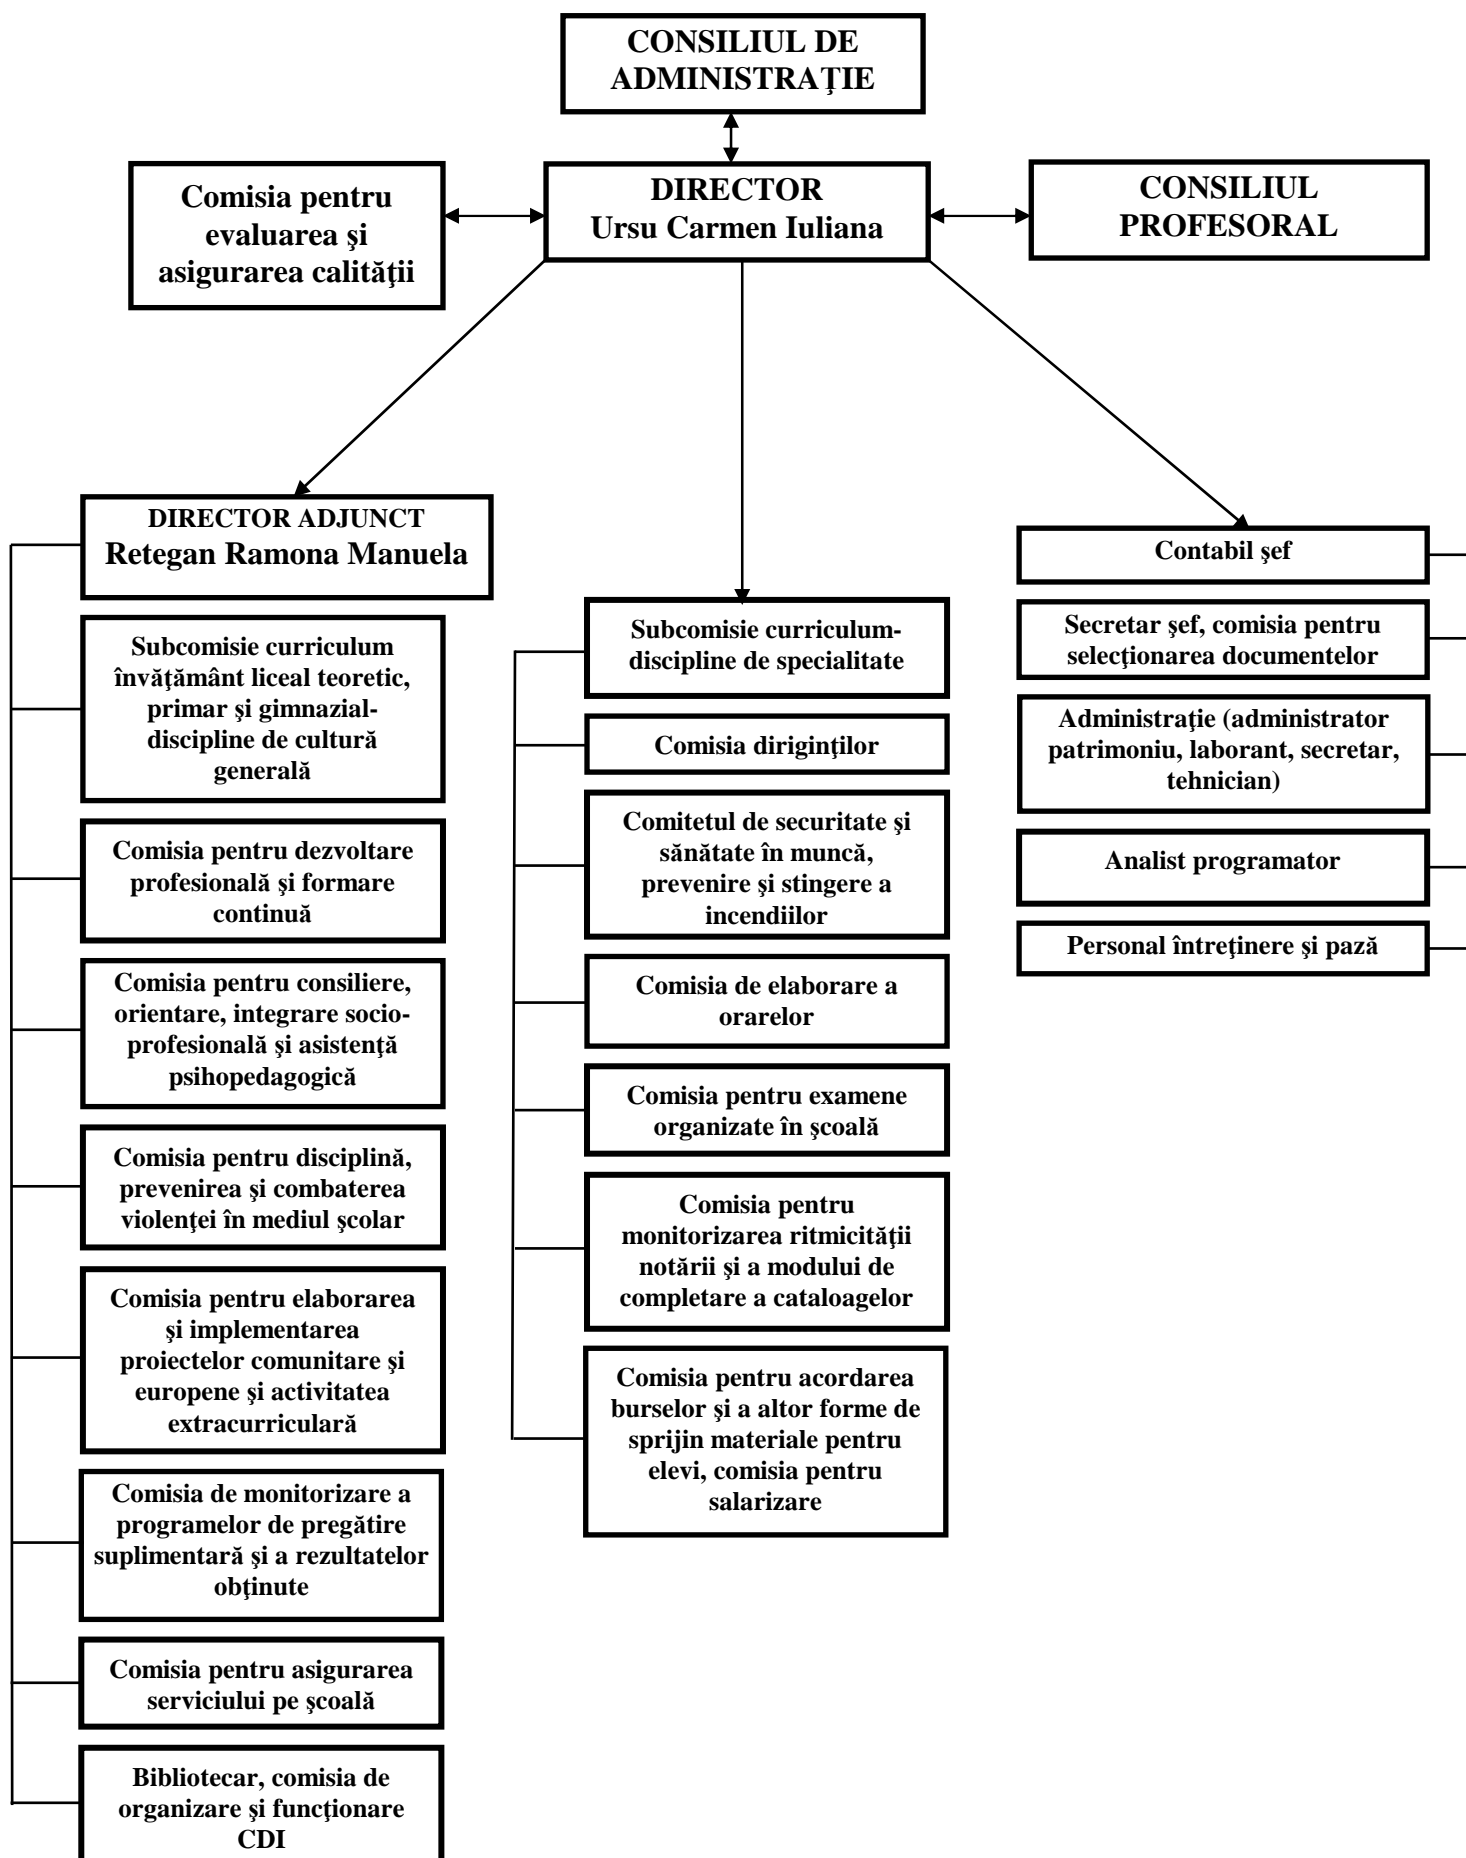 CONSILIUL DE
ADMINISTRAŢIE
Comisia pentru
evaluarea şi
asigurarea calităţii
DIRECTOR
Ursu Carmen Iuliana
CONSILIUL
PROFESORAL
DIRECTOR ADJUNCT
Retegan Ramona Manuela
Subcomisie curriculum
învăţământ liceal teoretic,
primar şi gimnazial-
discipline de cultură
generală
Comisia pentru dezvoltare
profesională şi formare
continuă
Comisia pentru consiliere,
orientare, integrare socio-
profesională şi asistenţă
psihopedagogică
Comisia pentru disciplină,
prevenirea şi combaterea
violenţei în mediul şcolar
Comisia pentru elaborarea
şi implementarea
proiectelor comunitare şi
europene şi activitatea
extracurriculară
Comisia de monitorizare a
programelor de pregătire
suplimentară şi a rezultatelor
obţinute
Comisia pentru asigurarea
serviciului pe şcoală
Bibliotecar, comisia de
organizare şi funcţionare
CDI
Subcomisie curriculum-
discipline de specialitate
Comisia diriginţilor
Comitetul de securitate şi
sănătate în muncă,
prevenire şi stingere a
incendiilor
Comisia de elaborare a
orarelor
Comisia pentru examene
organizate în şcoală
Comisia pentru
monitorizarea ritmicităţii
notării şi a modului de
completare a cataloagelor
Comisia pentru acordarea
burselor şi a altor forme de
sprijin materiale pentru
elevi, comisia pentru
salarizare
Contabil şef
Secretar şef, comisia pentru
selecţionarea documentelor
Administraţie (administrator
patrimoniu, laborant, secretar,
tehnician)
Analist programator
Personal întreţinere şi pază